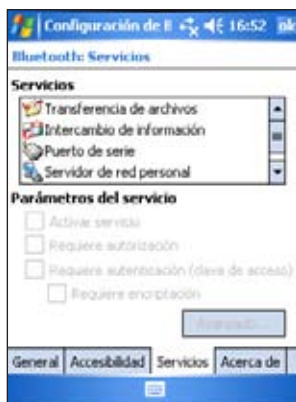 Configuración de B 16:52 ok
Bluetooth: Servicios
Servicios
Transferencia de archivos
Intercambio de información
Puerto de serie
Servidor de red personal
Parámetros del servicio
Activar servicio
Requiere autorización
Requiere autenticación (clave de acceso)
Requiere encriptación
Avanzado...
General Accesibilidad Servicios Acerca de